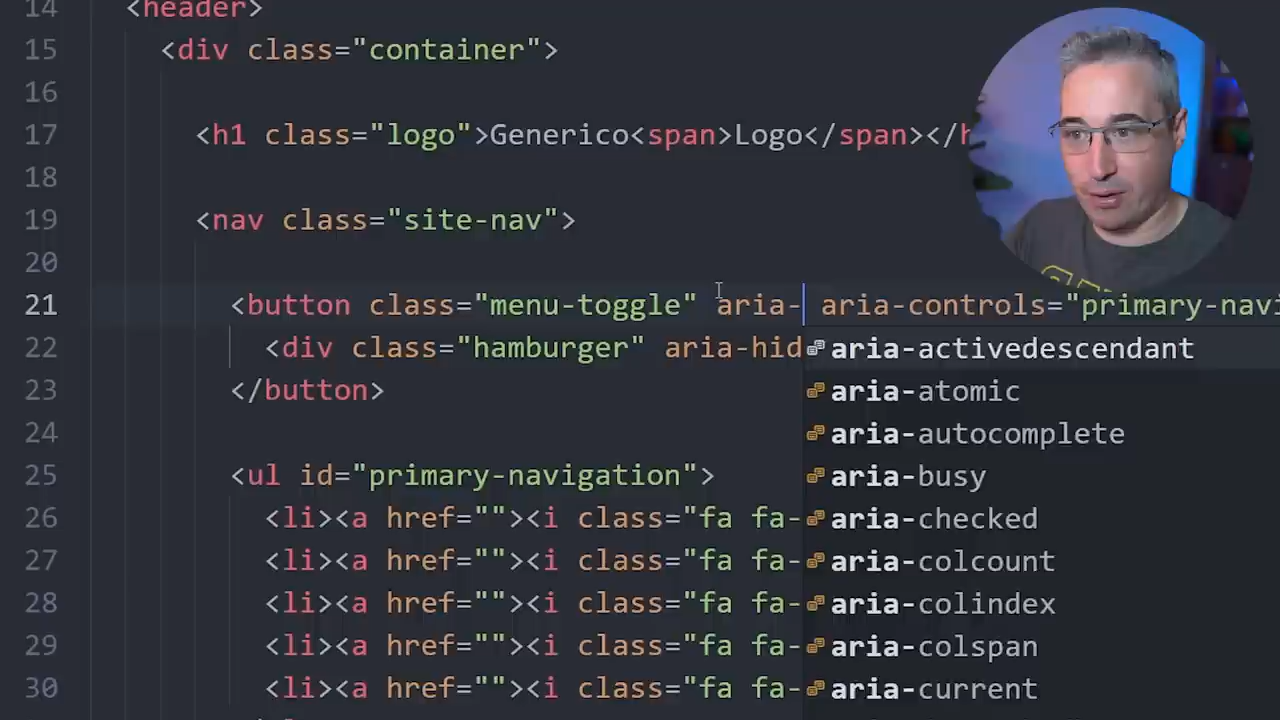 14 <header>
15 <div class="container">
16
17 <h1 class="logo">Generico<span>Logo</span></h
18
19 <nav class="site-nav">
20
21 <button class="menu-toggle" aria- aria-controls="primary-navi
22 <div class="hamburger" aria-hid
23 </button>
24
25 <ul id="primary-navigation">
26 <li><a href=""><i class="fa fa-
27 <li><a href=""><i class="fa fa-
28 <li><a href=""><i class="fa fa-
29 <li><a href=""><i class="fa fa-
30 <li><a href=""><i class="fa fa-
aria-activedescendant
aria-atomic
aria-autocomplete
aria-busy
aria-checked
aria-colcount
aria-colindex
aria-colspan
aria-current